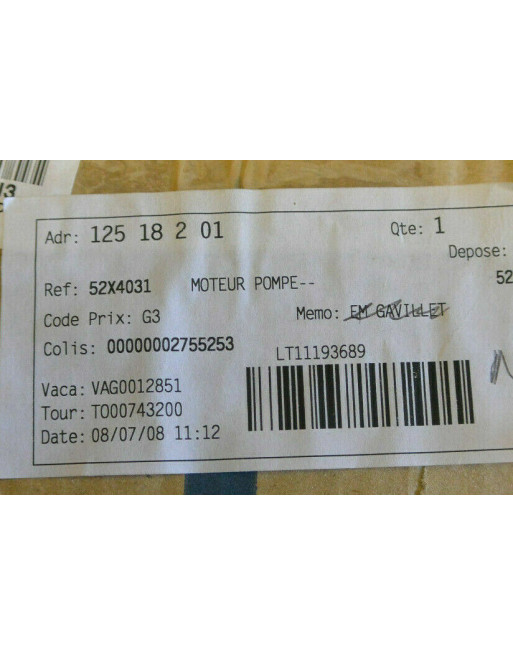 Adr: 125 18 2 01 Qte: 1
Depose:
Ref: 52X4031 MOTEUR POMPE-- 52
Code Prix: G3 Memo: EM GAVILLET
Colis: 00000002755253
LT11193689
Vaca: VAG0012851
Tour: TO00743200
Date: 08/07/08 11:12